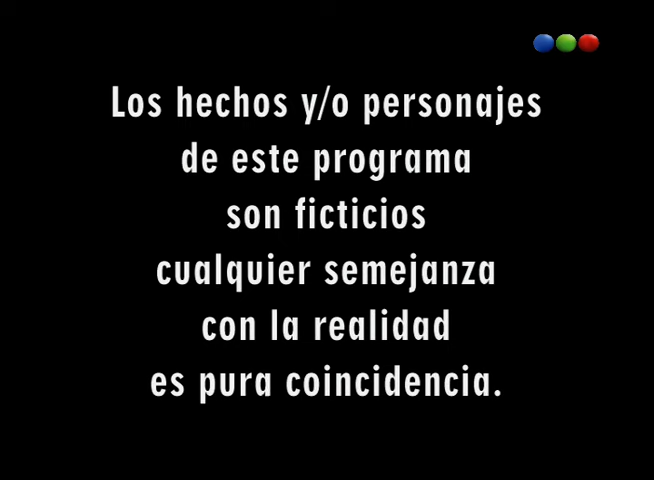 Los hechos y/o personajes
de este programa
son ficticios
cualquier semejanza
con la realidad
es pura coincidencia.